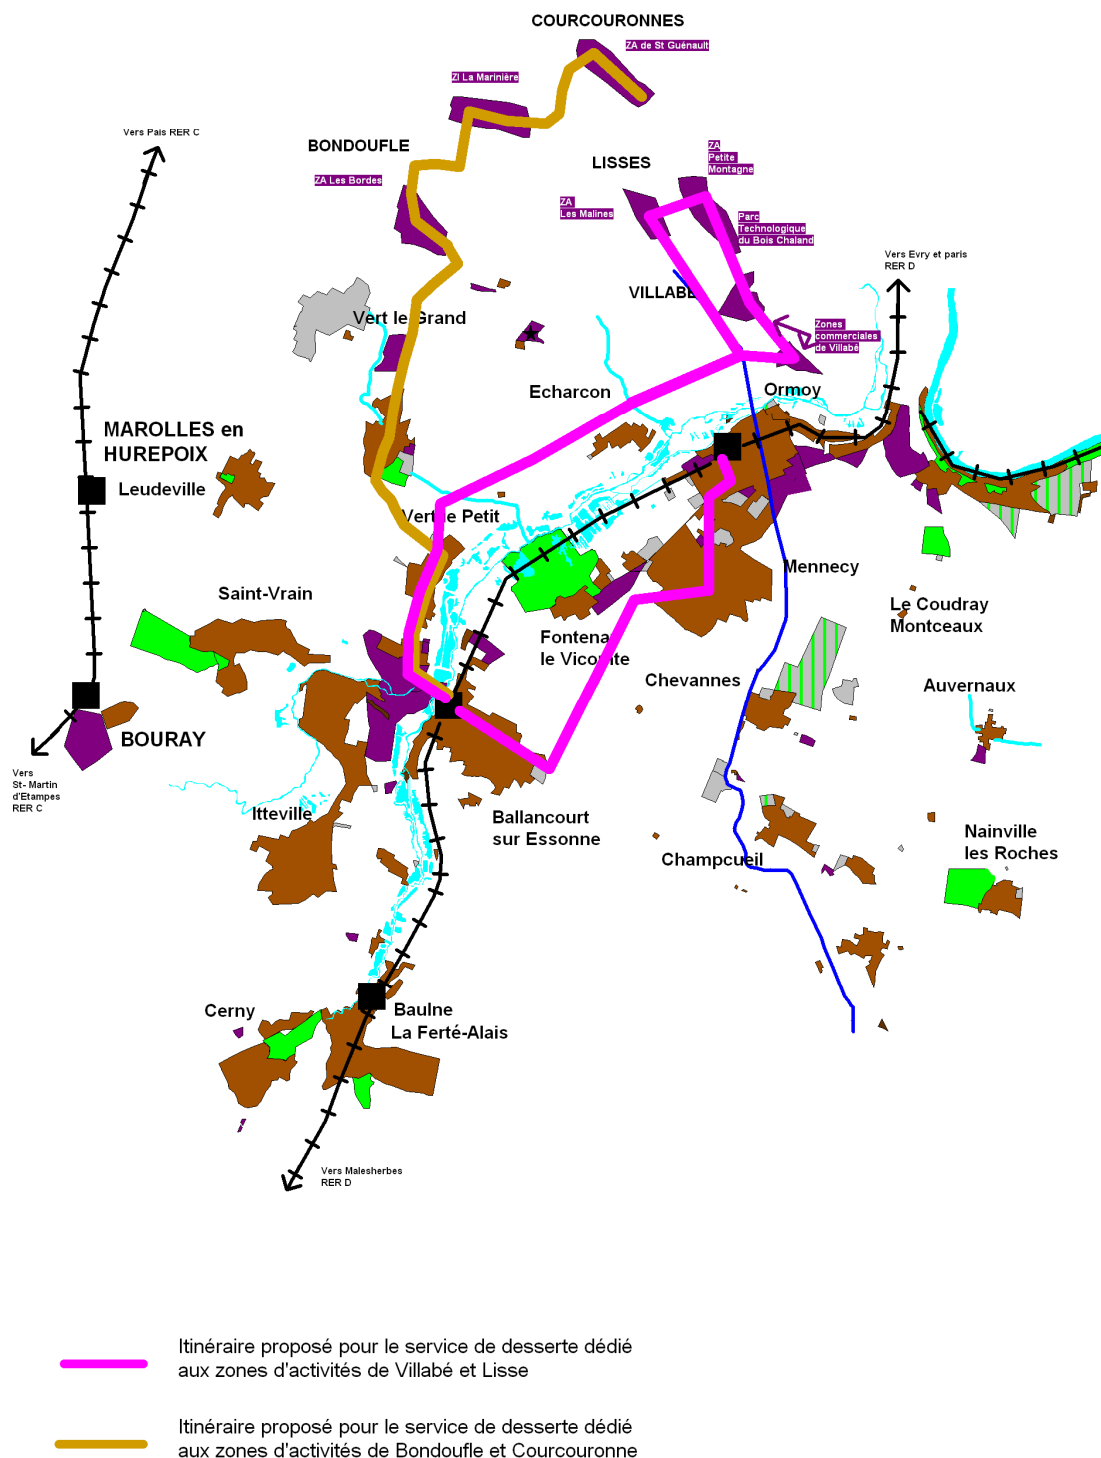 COURCOURONNES
ZA de St Guénault
ZI La Marinière
Vers Pais RER C
BONDOUFLE
ZA
Petite
Montagne
LISSES
ZA Les Bordes
ZA
Les Malines
Parc
Technologique
du Bois Chaland
Vers Evry et paris
RER D
VILLABE
Vert le Grand
Zones
commerciales
de Villabé
Echarcon
Ormoy
MAROLLES en
HUREPOIX
Leudeville
Vert le Petit
Mennecy
Saint-Vrain
Le Coudray
Montceaux
Fontenay
le Vicomte
Chevannes
Auvernaux
BOURAY
Vers
St- Martin
d'Etampes
RER C
Itteville
Ballancourt
sur Essonne
Nainville
les Roches
Champcueil
Cerny
Baulne
La Ferté-Alais
Vers Malesherbes
RER D
Itinéraire proposé pour le service de desserte dédié
aux zones d'activités de Villabé et Lisse
Itinéraire proposé pour le service de desserte dédié
aux zones d'activités de Bondoufle et Courcouronne